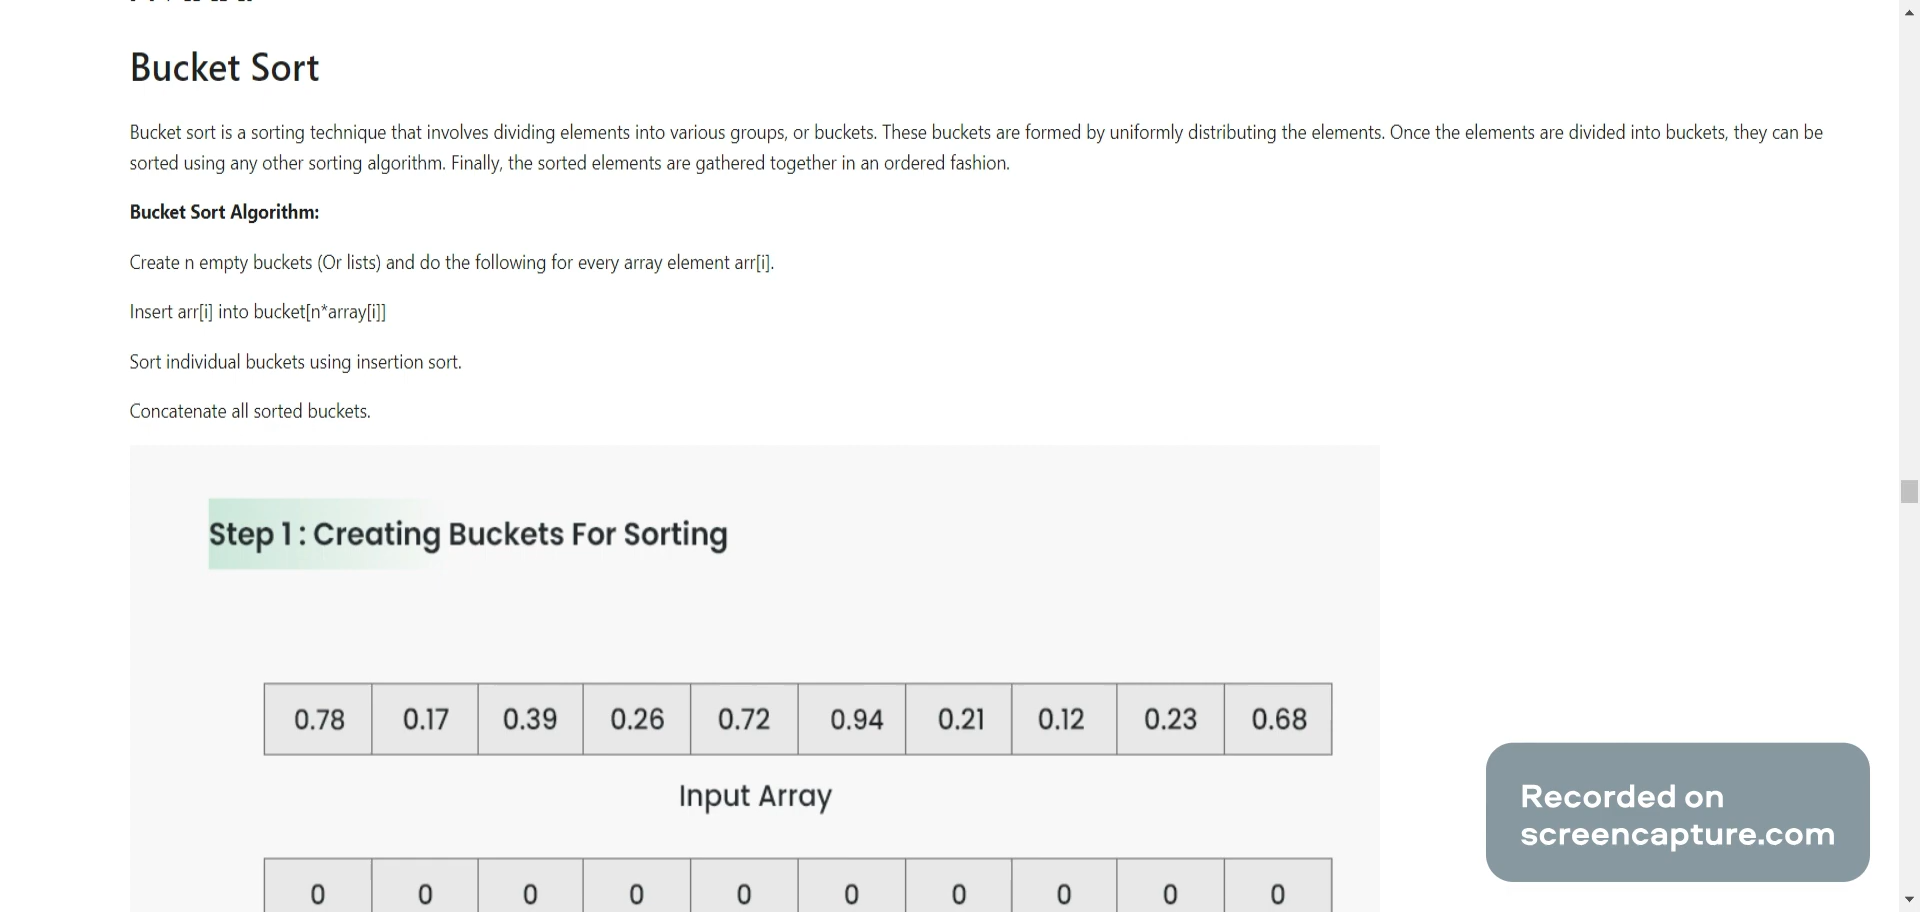 Bucket Sort
Bucket sort is a sorting technique that involves dividing elements into various groups, or buckets. These buckets are formed by uniformly distributing the elements. Once the elements are divided into buckets, they can be
sorted using any other sorting algorithm. Finally, the sorted elements are gathered together in an ordered fashion.
Bucket Sort Algorithm:
Create n empty buckets (Or lists) and do the following for every array element arr[i].
Insert arr[i] into bucket[n*array[i]]
Sort individual buckets using insertion sort.
Concatenate all sorted buckets.
Step 1 : Creating Buckets For Sorting
0.78 0.17 0.39 0.26 0.72 0.94 0.21 0.12 0.23 0.68
Input Array
0 0 0 0 0 0 0 0 0 0
Recorded on
screencapture.com